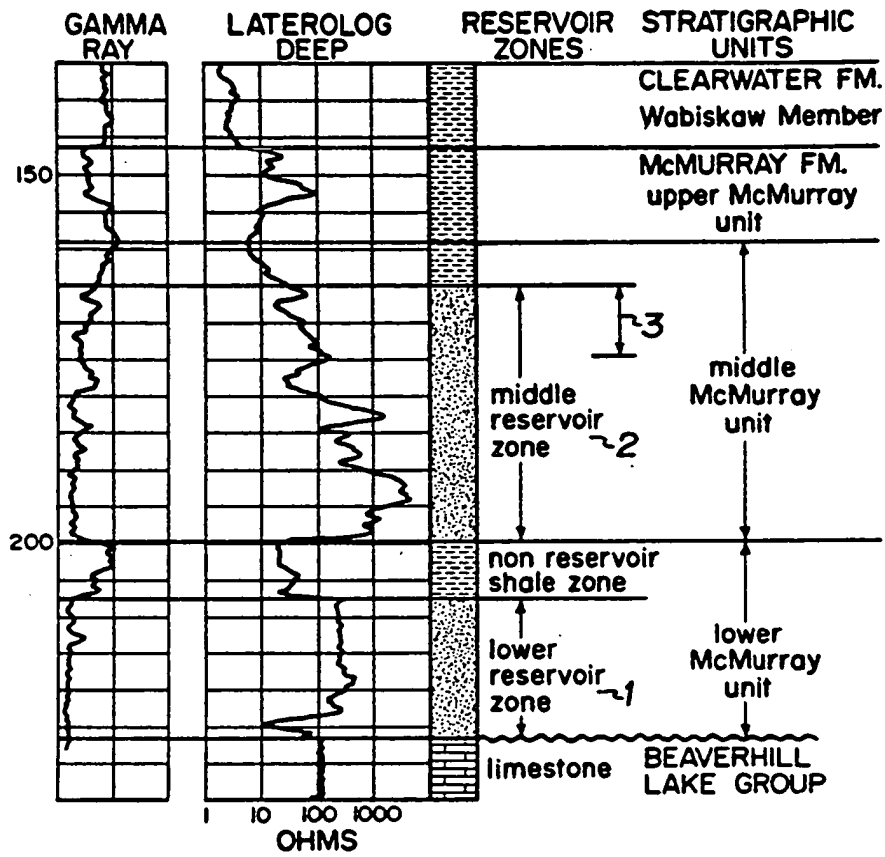 GAMMA
RAY
LATEROLOG
DEEP
RESERVOIR
ZONES
STRATIGRAPHIC
UNITS
CLEARWATER FM.
Wabiskaw Member
150
McMURRAY FM.
upper McMurray
unit
3
middle
reservoir
zone
2
middle
McMurray
unit
200
non reservoir
shale zone
lower
reservoir
zone
1
lower
McMurray
unit
limestone
BEAVERHILL
LAKE GROUP
1 10 100 1000
OHMS